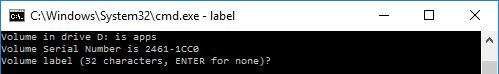 C:\Windows\System32\cmd.exe - label
Volume in drive D: is apps
Volume Serial Number is 2461-1CC0
Volume label (32 characters, ENTER for none)?